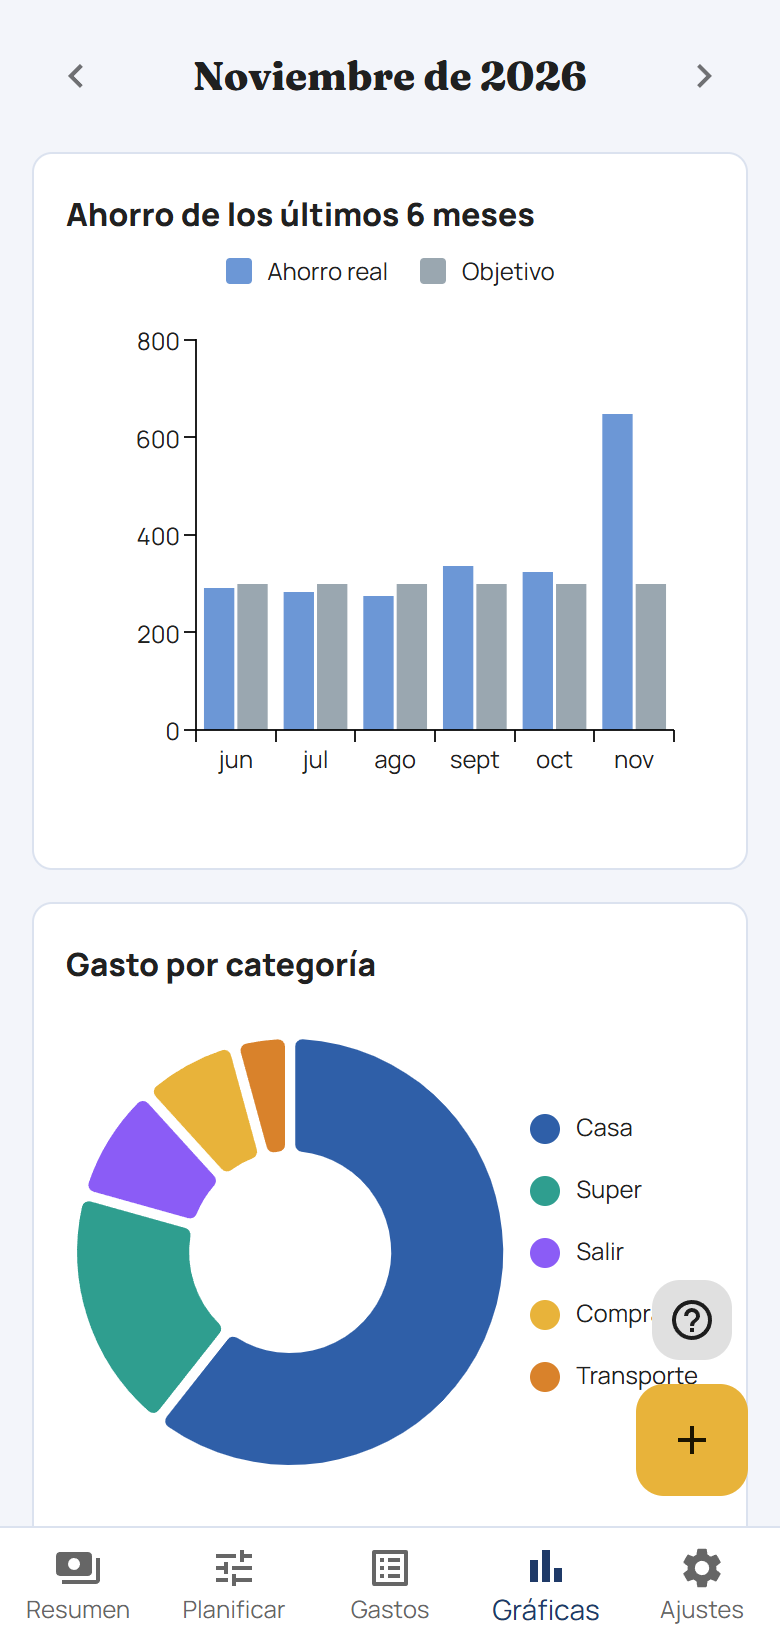 Noviembre de 2026
Ahorro de los últimos 6 meses
Ahorro real
Objetivo
800
600
400
200
0
jun jul ago sept oct nov
Gasto por categoría
Casa
Super
Salir
Transporte
Resumen Planificar Gastos Gráficas Ajustes